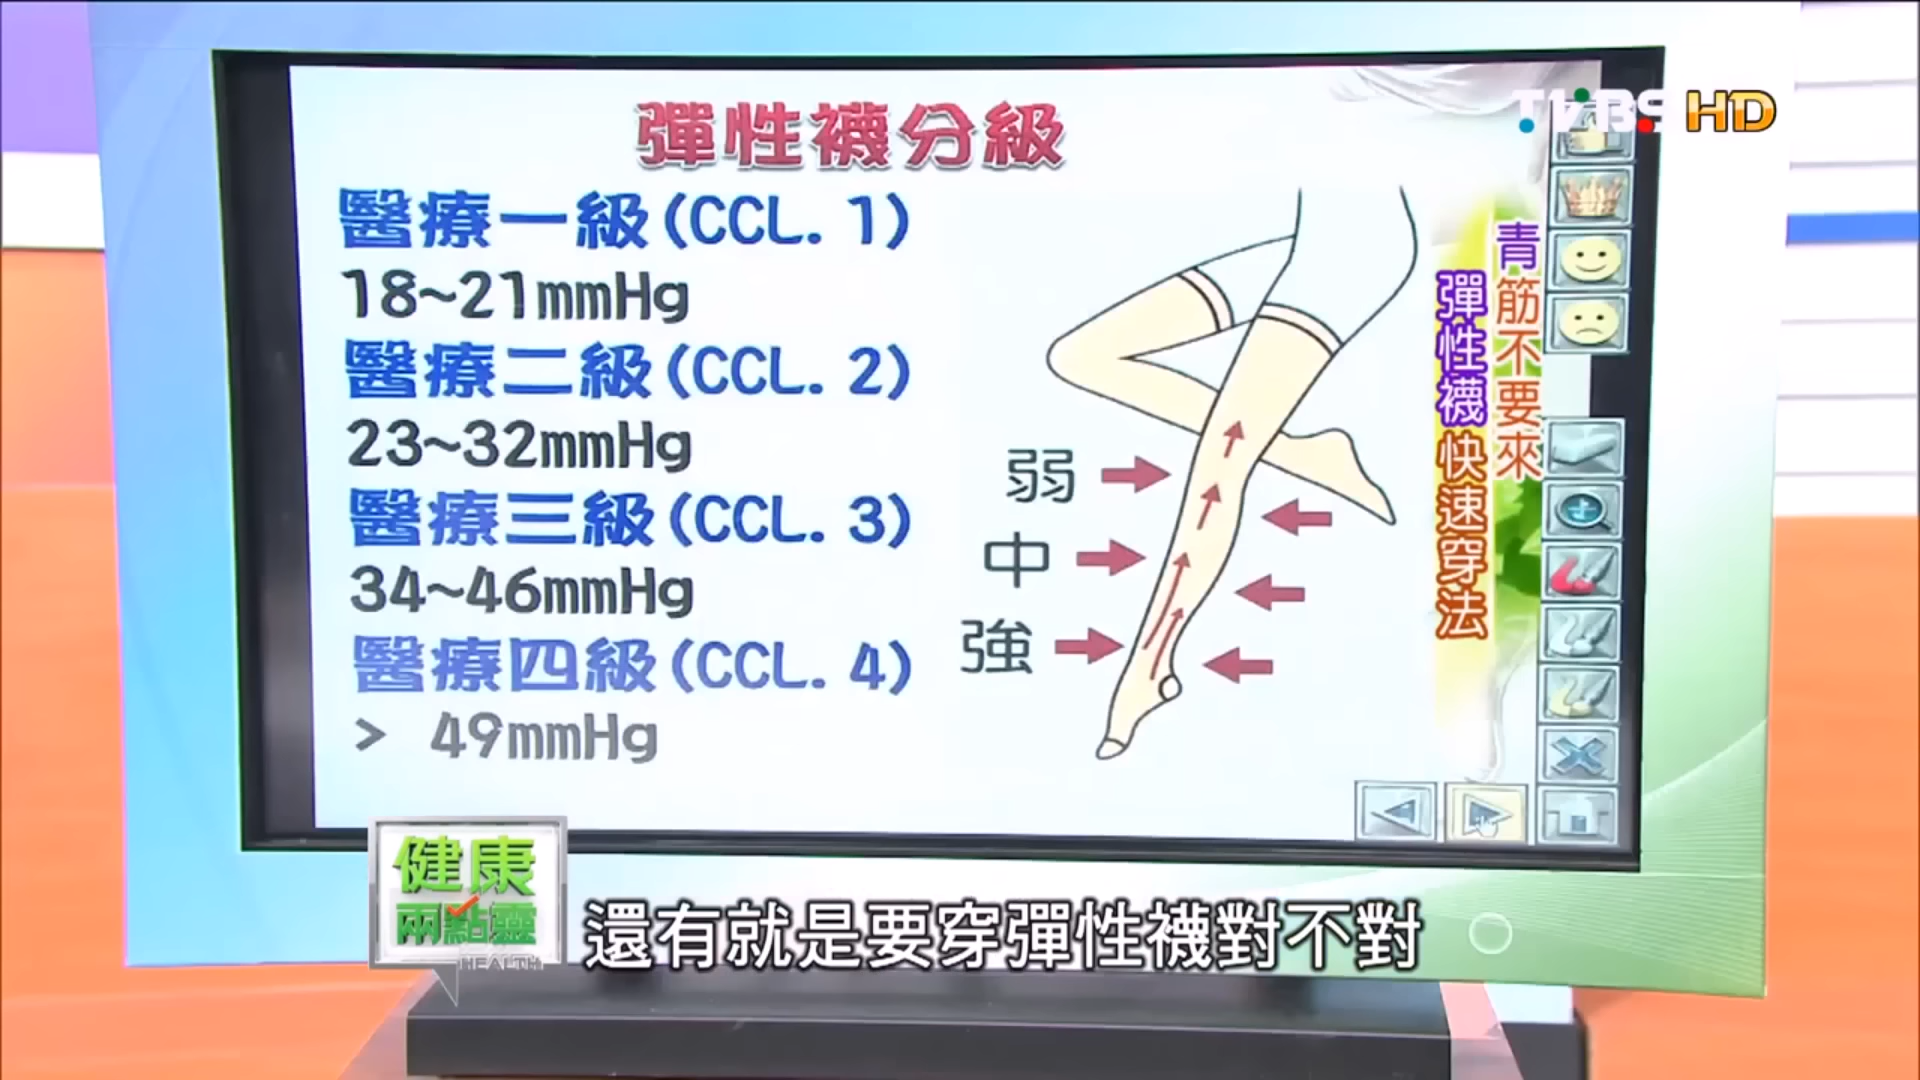 TVBS HD
彈性襪分級
醫療一級(CCL. 1)
18~21mmHg
醫療二級(CCL. 2)
23~32mmHg
醫療三級(CCL. 3)
34~46mmHg
醫療四級(CCL. 4)
> 49mmHg
弱
中
強
青筋不要來
彈性襪快速穿法
健康
兩點靈
HEALTH
還有就是要穿彈性襪對不對